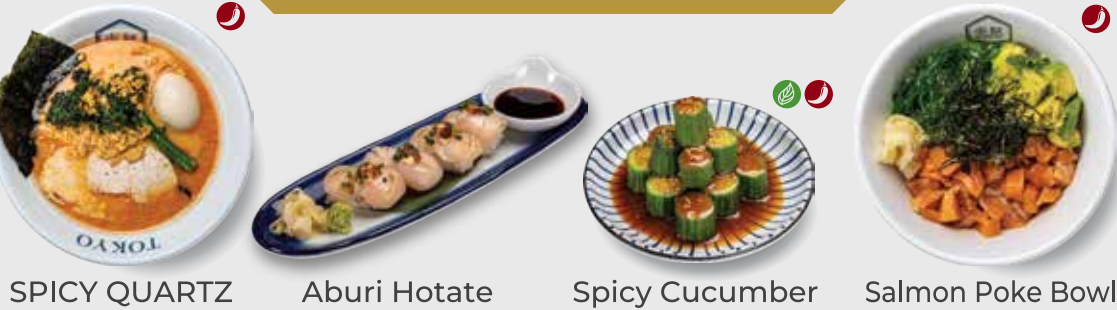 TOKYO
SPICY QUARTZ
Aburi Hotate
Spicy Cucumber
Salmon Poke Bowl